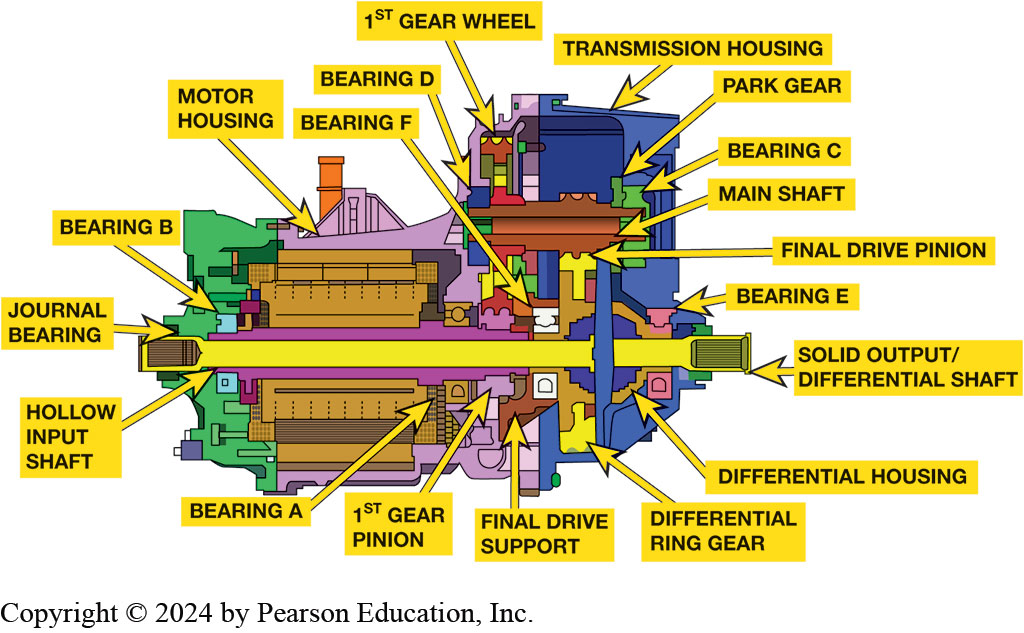 1ST GEAR WHEEL
TRANSMISSION HOUSING
BEARING D
PARK GEAR
MOTOR
HOUSING
BEARING F
BEARING C
MAIN SHAFT
BEARING B
FINAL DRIVE PINION
BEARING E
JOURNAL
BEARING
SOLID OUTPUT/
DIFFERENTIAL SHAFT
HOLLOW
INPUT
SHAFT
DIFFERENTIAL HOUSING
BEARING A
1ST GEAR
PINION
FINAL DRIVE
SUPPORT
DIFFERENTIAL
RING GEAR
Copyright © 2024 by Pearson Education, Inc.